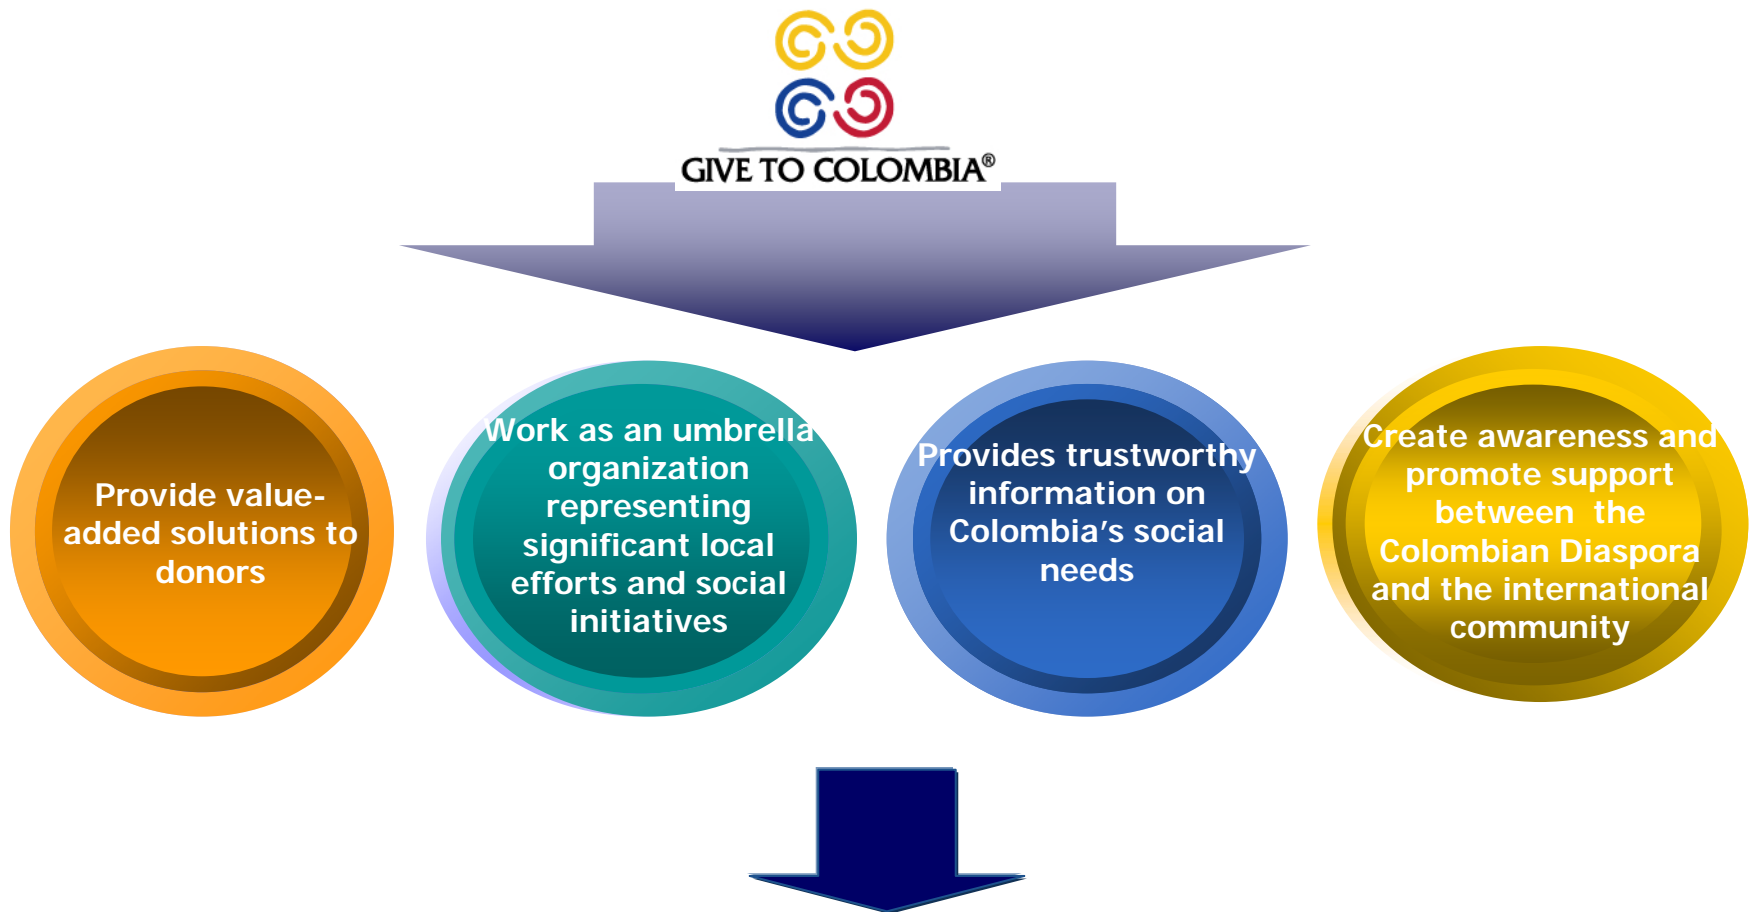 GIVE TO COLOMBIA®
Provide value-
added solutions to
donors
Work as an umbrella
organization
representing
significant local
efforts and social
initiatives
Provides trustworthy
information on
Colombia's social
needs
Create awareness and
promote support
between the
Colombian Diaspora
and the international
community